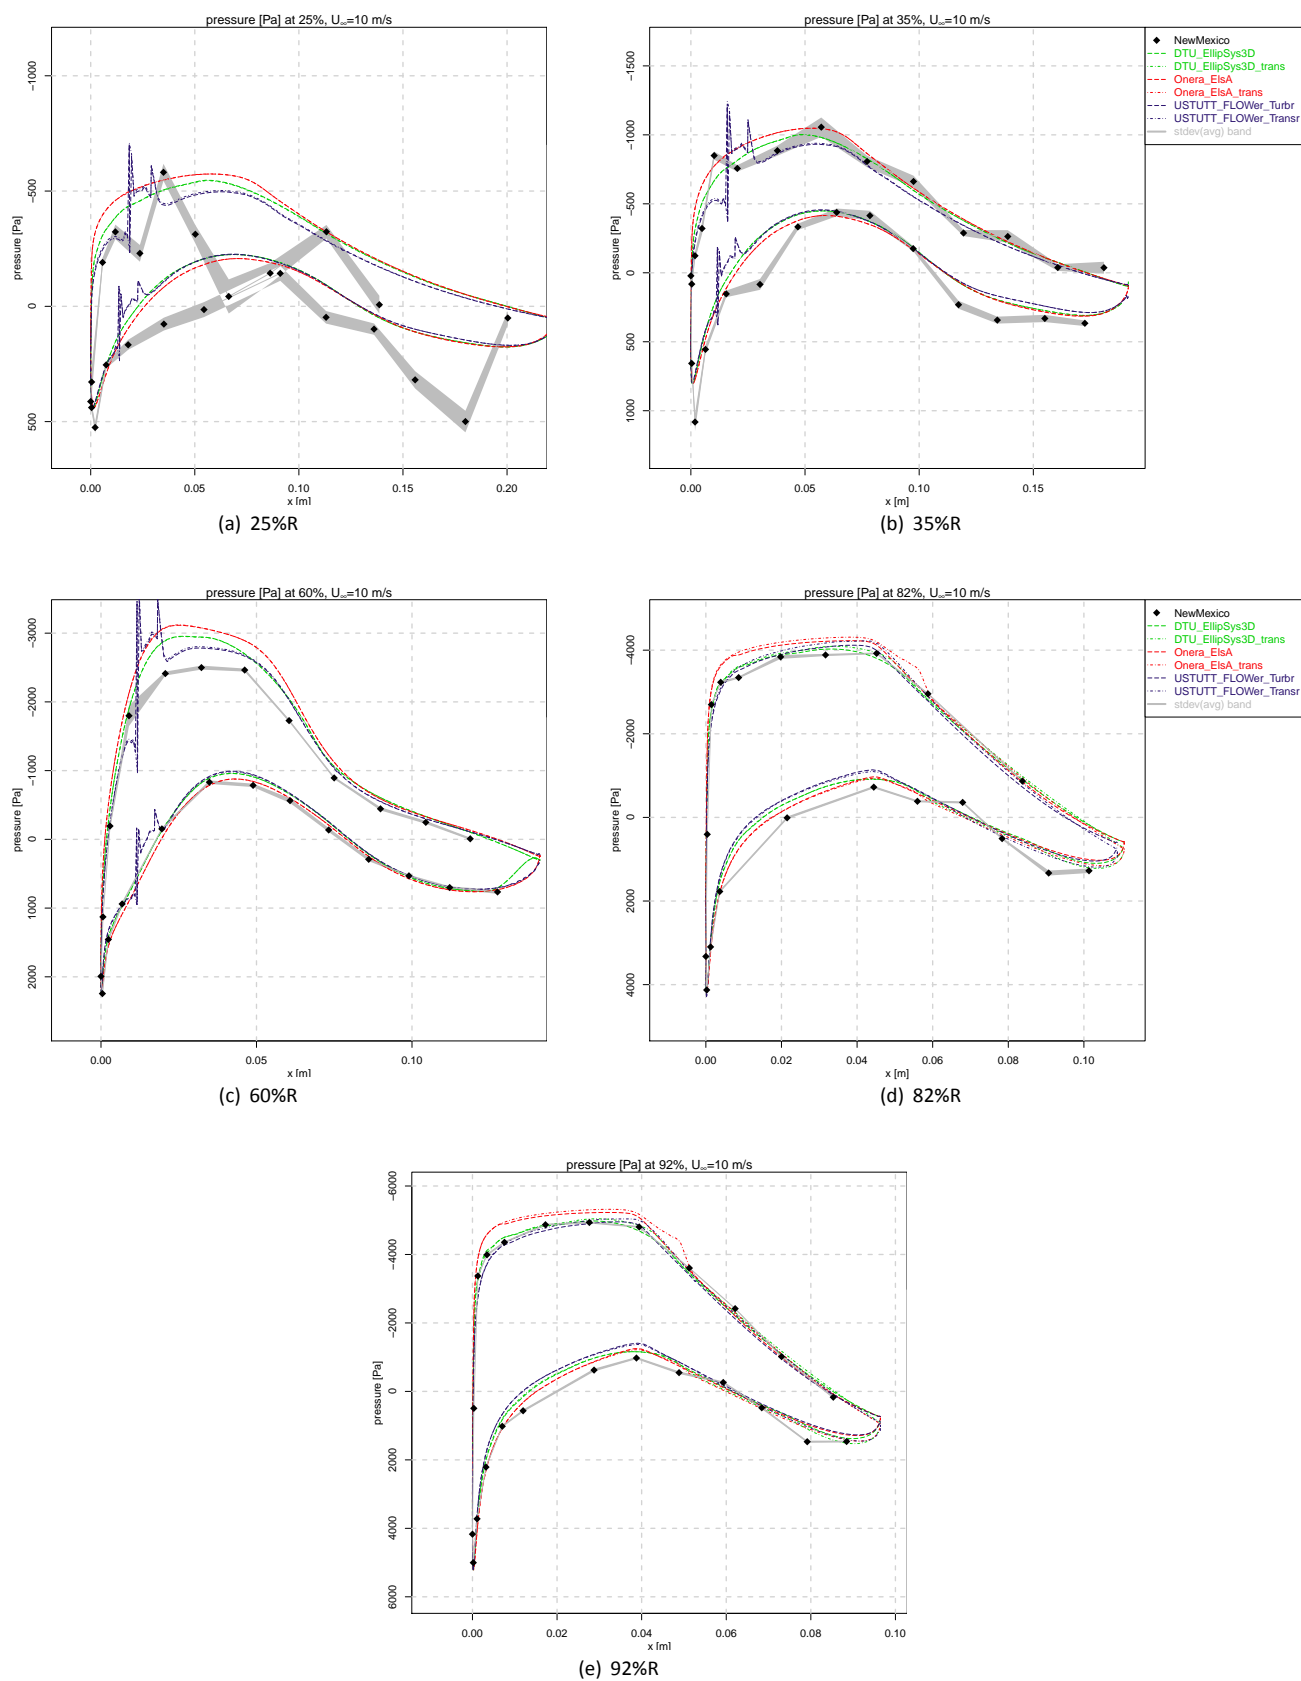 pressure [Pa] at 25%, U∞=10 m/s
pressure [Pa]
-1000
-500
0
500
0.00 0.05 0.10 0.15 0.20
x [m]
(a) 25%R
pressure [Pa] at 35%, U∞=10 m/s
pressure [Pa]
-1500
-1000
-500
0
500
1000
0.00 0.05 0.10 0.15
x [m]
(b) 35%R
NewMexico
DTU_EllipSys3D
DTU_EllipSys3D_trans
Onera_ElsA
Onera_ElsA_trans
USTUTT_FLOWer_Turbr
USTUTT_FLOWer_Transr
stdev(avg) band
pressure [Pa] at 60%, U∞=10 m/s
pressure [Pa]
-3000
-2000
-1000
0
1000
2000
0.00 0.05 0.10
x [m]
(c) 60%R
pressure [Pa] at 82%, U∞=10 m/s
pressure [Pa]
-4000
-2000
0
2000
4000
0.00 0.02 0.04 0.06 0.08 0.10
x [m]
(d) 82%R
NewMexico
DTU_EllipSys3D
DTU_EllipSys3D_trans
Onera_ElsA
Onera_ElsA_trans
USTUTT_FLOWer_Turbr
USTUTT_FLOWer_Transr
stdev(avg) band
pressure [Pa] at 92%, U∞=10 m/s
pressure [Pa]
-6000
-4000
-2000
0
2000
4000
6000
0.00 0.02 0.04 0.06 0.08 0.10
x [m]
(e) 92%R